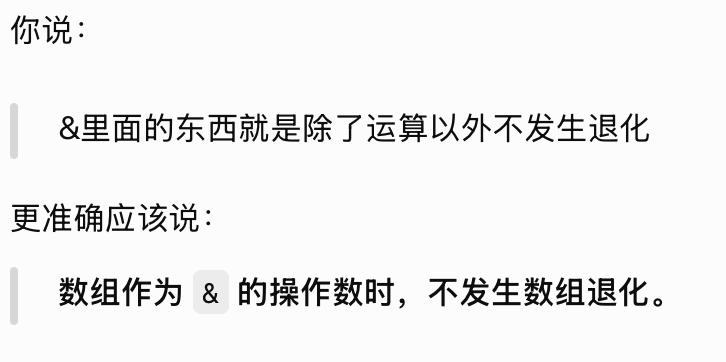 你说：
&里面的东西就是除了运算以外不发生退化
更准确应该说：
数组作为 & 的操作数时，不发生数组退化。